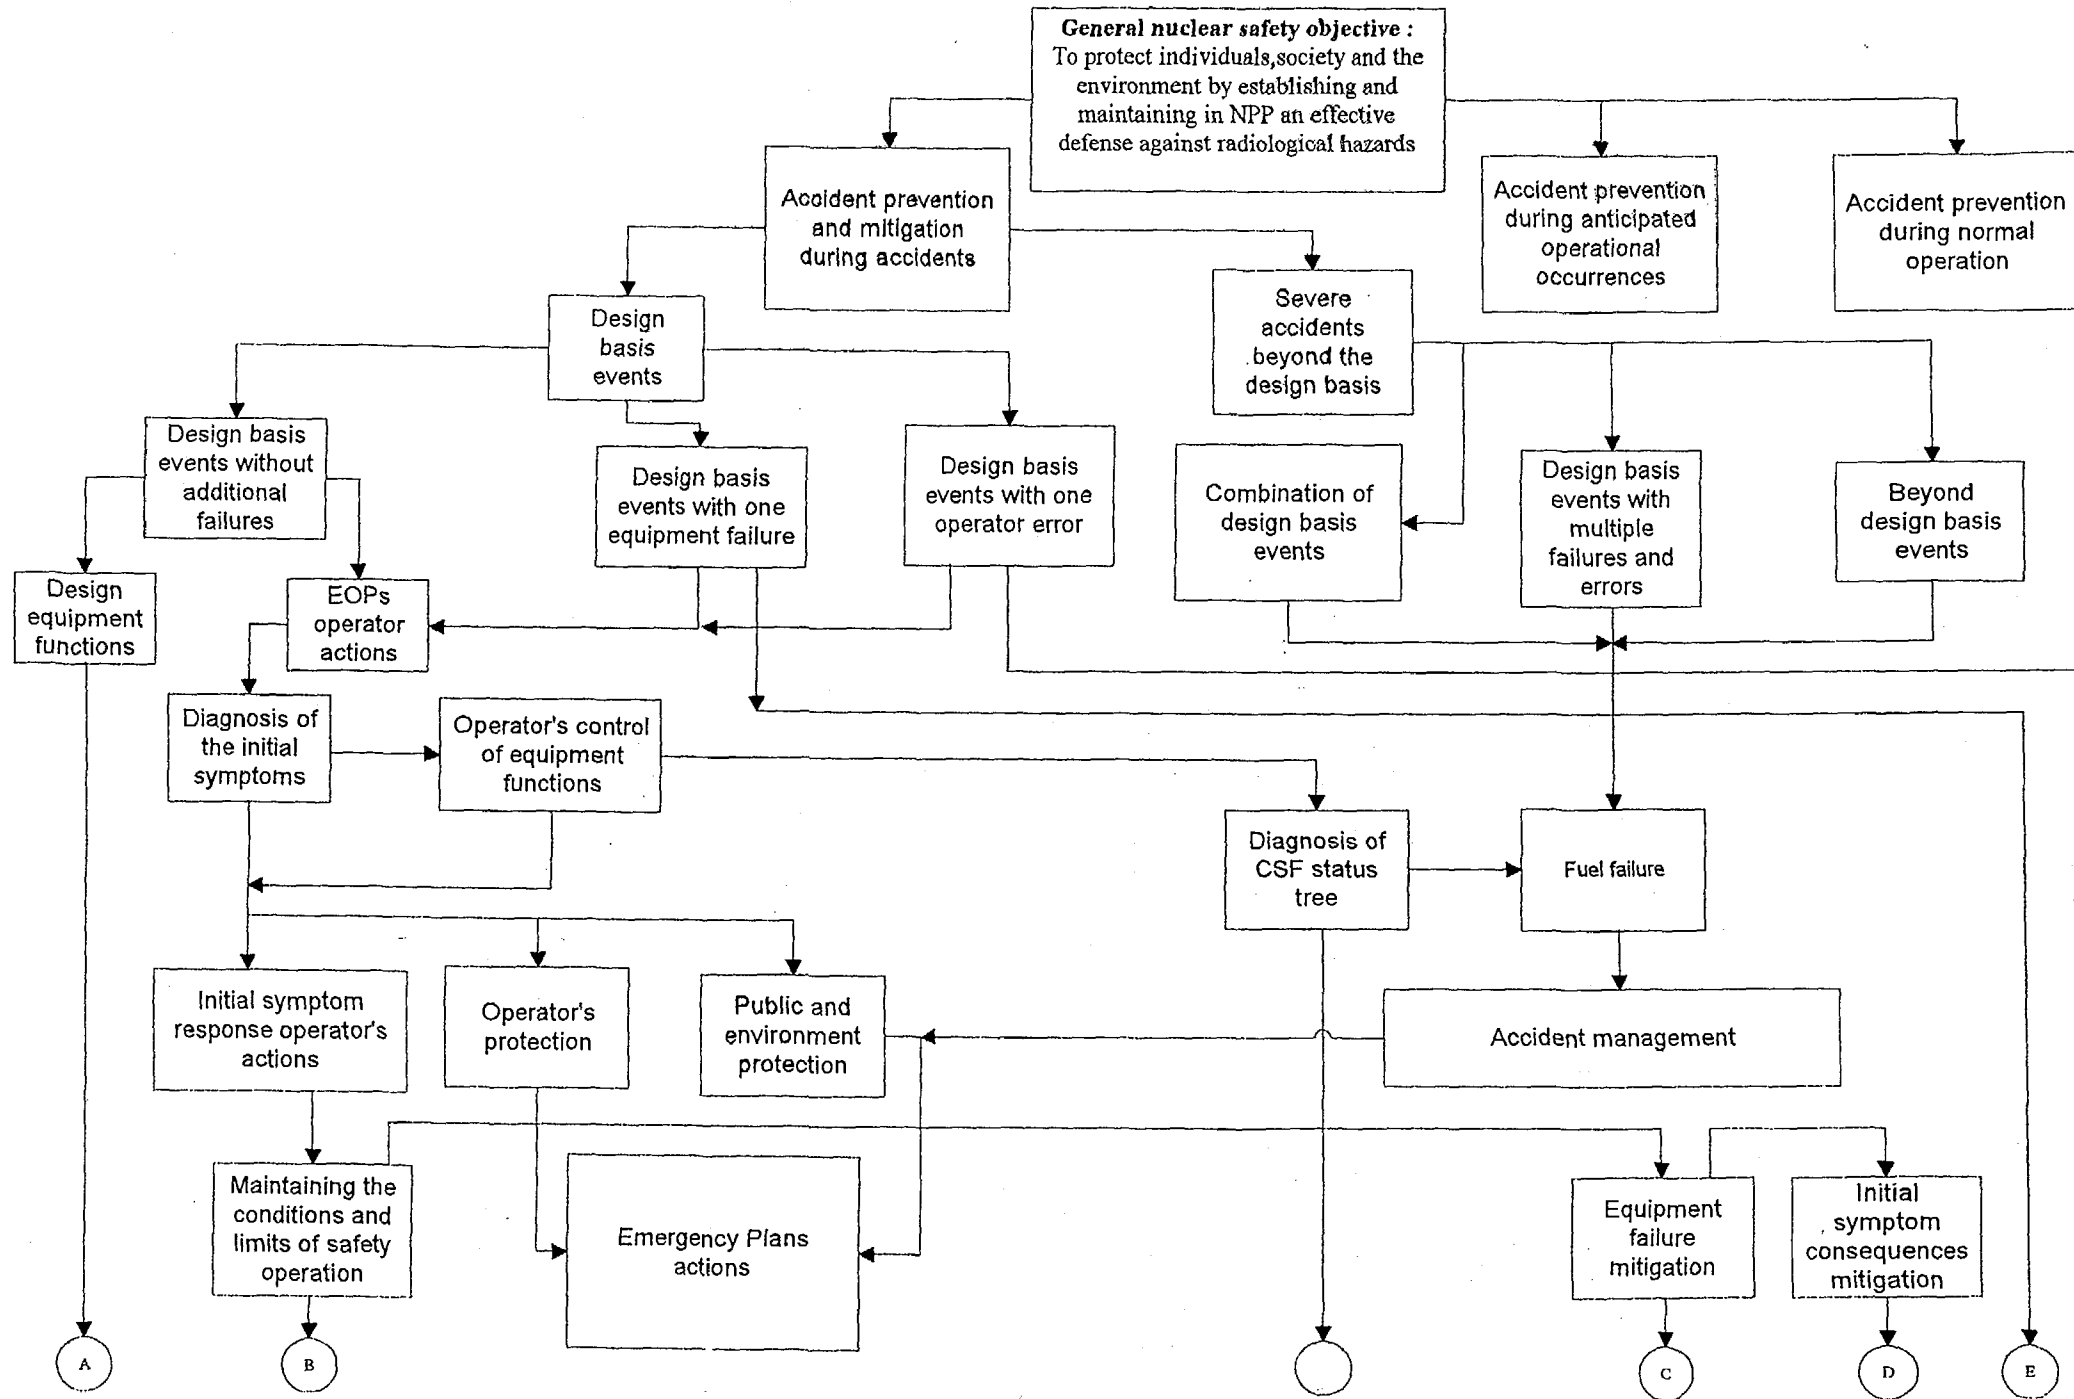 General nuclear safety objective :
To protect individuals,society and the
environment by establishing and
maintaining in NPP an effective
defense against radiological hazards
Accident prevention
and mitigation
during accidents
Accident prevention
during anticipated
operational
occurrences
Accident prevention
during normal
operation
Design
basis
events
Severe
accidents
beyond the
design basis
Design basis
events without
additional
failures
Design basis
events with one
equipment failure
Design basis
events with one
operator error
Combination of
design basis
events
Design basis
events with
multiple
failures and
errors
Beyond
design basis
events
Design
equipment
functions
EOPs
operator
actions
Diagnosis of
the initial
symptoms
Operator's control
of equipment
functions
Diagnosis of
CSF status
tree
Fuel failure
Initial symptom
response operator's
actions
Operator's
protection
Public and
environment
protection
Accident management
Maintaining the
conditions and
limits of safety
operation
Emergency Plans
actions
Equipment
failure
mitigation
Initial
symptom
consequences
mitigation
A
B
C
D
E